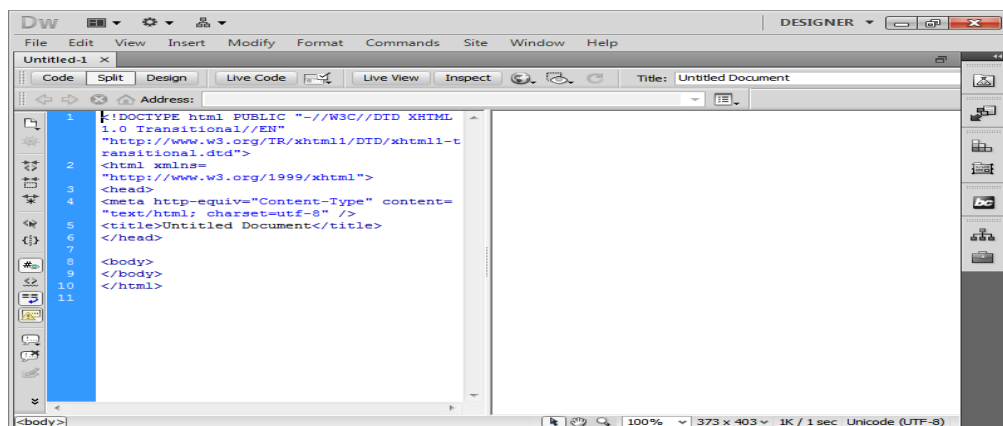 Dw DESIGNER
File Edit View Insert Modify Format Commands Site Window Help
Untitled-1 ×
Code Split Design Live Code Live View Inspect Title: Untitled Document
Address:
1 <!DOCTYPE html PUBLIC "-//W3C//DTD XHTML
1.0 Transitional//EN"
"http://www.w3.org/TR/xhtml1/DTD/xhtml1-t
ransitional.dtd">
2 <html xmlns=
"http://www.w3.org/1999/xhtml">
3 <head>
4 <meta http-equiv="Content-Type" content=
"text/html; charset=utf-8" />
5 <title>Untitled Document</title>
6 </head>
7
8 <body>
9 </body>
10 </html>
11
bc
<body> 100% 373 x 403 1K / 1 sec Unicode (UTF-8)